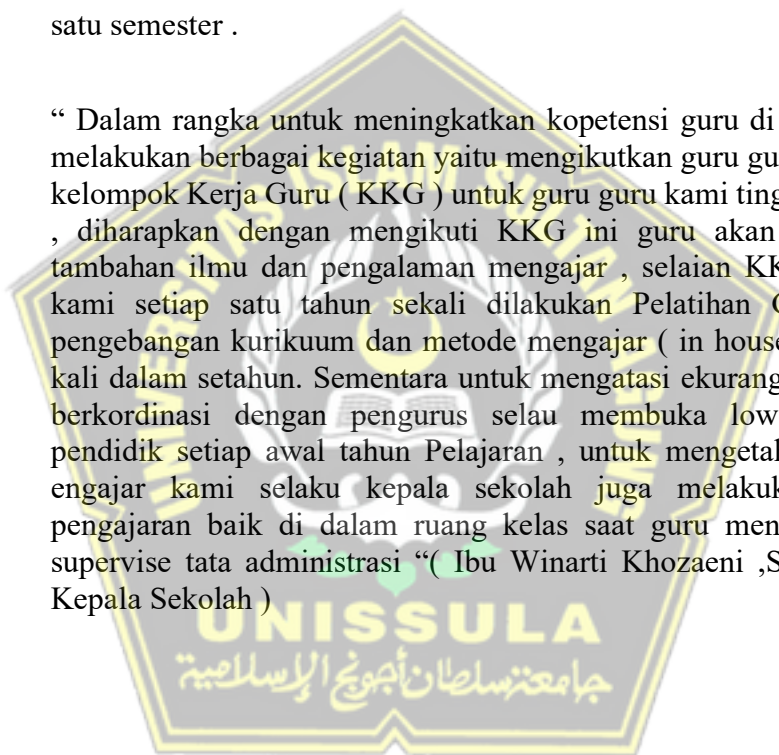 satu semester .
“ Dalam rangka untuk meningkatkan kopetensi guru di
melakukan berbagai kegiatan yaitu mengikutkan guru gu
kelompok Kerja Guru ( KKG ) untuk guru guru kami ting
, diharapkan dengan mengikuti KKG ini guru akan
tambahan ilmu dan pengalaman mengajar , selaian KK
kami setiap satu tahun sekali dilakukan Pelatihan
pengebangan kurikuum dan metode mengajar ( in house
kali dalam setahun. Sementara untuk mengatasi ekurang
berkordinasi dengan pengurus selau membuka low
pendidik setiap awal tahun Pelajaran , untuk mengetal
engajar kami selaku kepala sekolah juga melakuk
pengajaran baik di dalam ruang kelas saat guru men
supervise tata administrasi “( Ibu Winarti Khozaeni ,S
Kepala Sekolah )
UNIVERSITAS ISLAM SULTAN AGUNG
UNISSULA
جامعة سلطان أجونج الإسلامية